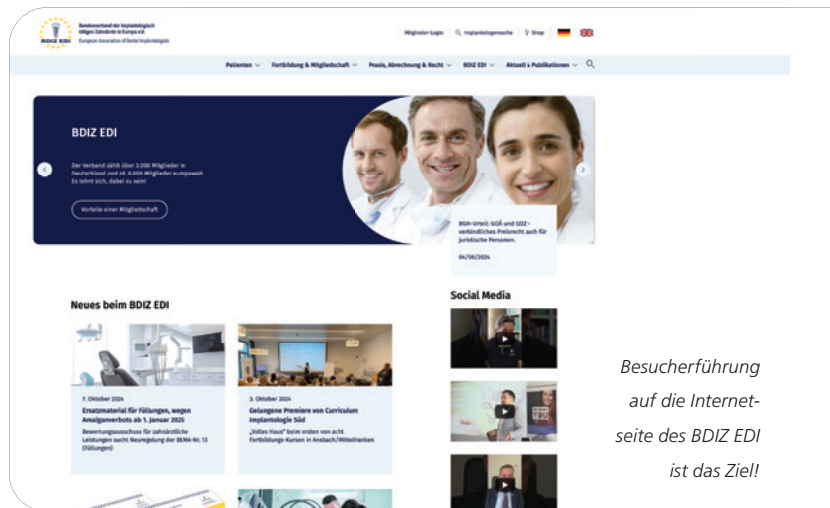 BDIZ EDI
Bundesverband der implantologisch
tätigen Zahnärzte in Europa e.V.
European Association of Dental Implantologists
Mitglieder-Login
Implantologensuche
Shop
Patienten
Fortbildung & Mitgliedschaft
Praxis, Abrechnung & Recht
BDIZ EDI
Aktuell & Publikationen
BDIZ EDI
Der Verband zählt über 3.000 Mitglieder in
Deutschland und rd. 6.000 Mitglieder europaweit.
Es lohnt sich, dabei zu sein!
Vorteile einer Mitgliedschaft
BGH-Urteil: GOÄ und GOZ -
verbindliches Preisrecht auch für
juristische Personen.
04/06/2024
Neues beim BDIZ EDI
7. Oktober 2024
Ersatzmaterial für Füllungen, wegen
Amalgamverbots ab 1. Januar 2025
Bewertungsausschuss für zahnärztliche
Leistungen sucht Neuregelung der BEMA-Nr. 13
(Füllungen)
3. Oktober 2024
Gelungene Premiere von Curriculum
Implantologie Süd
„Volles Haus“ beim ersten von acht
Fortbildungs-Kursen in Ansbach/Mittelfranken
Social Media
Besucherführung
auf die Internet-
seite des BDIZ EDI
ist das Ziel!